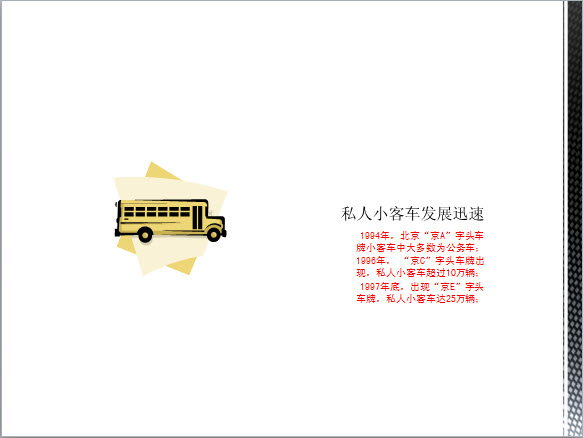 私人小客车发展迅速
1994年，北京“京A”字头车
牌小客车中大多数为公务车；
1996年， “京C”字头车牌出
现，私人小客车超过10万辆；
1997年底，出现“京E”字头
车牌，私人小客车达25万辆；